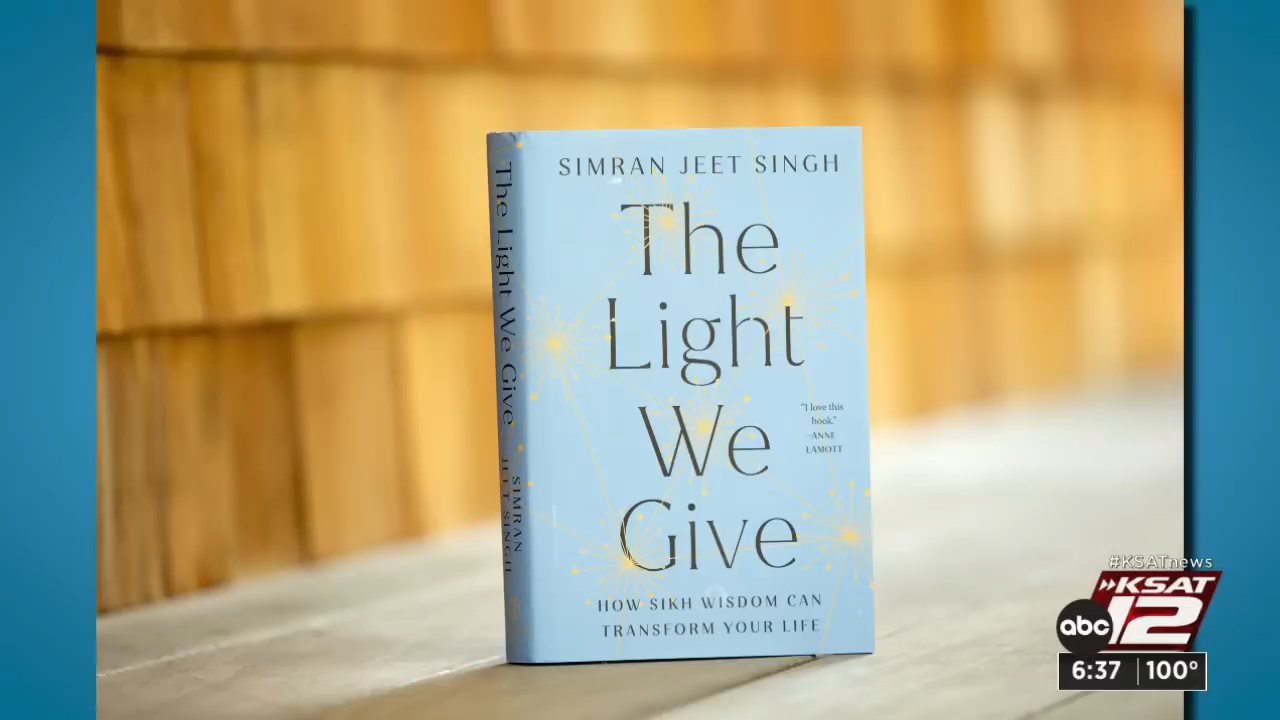 SIMRAN JEET SINGH
The
Light
We
Give
"I love this
book."
—ANNE
LAMOTT
HOW SIKH WISDOM CAN
TRANSFORM YOUR LIFE
The Light We Give
SIMRAN
JEET SINGH
#KSATnews
KSAT
12
abc
6:37
100°